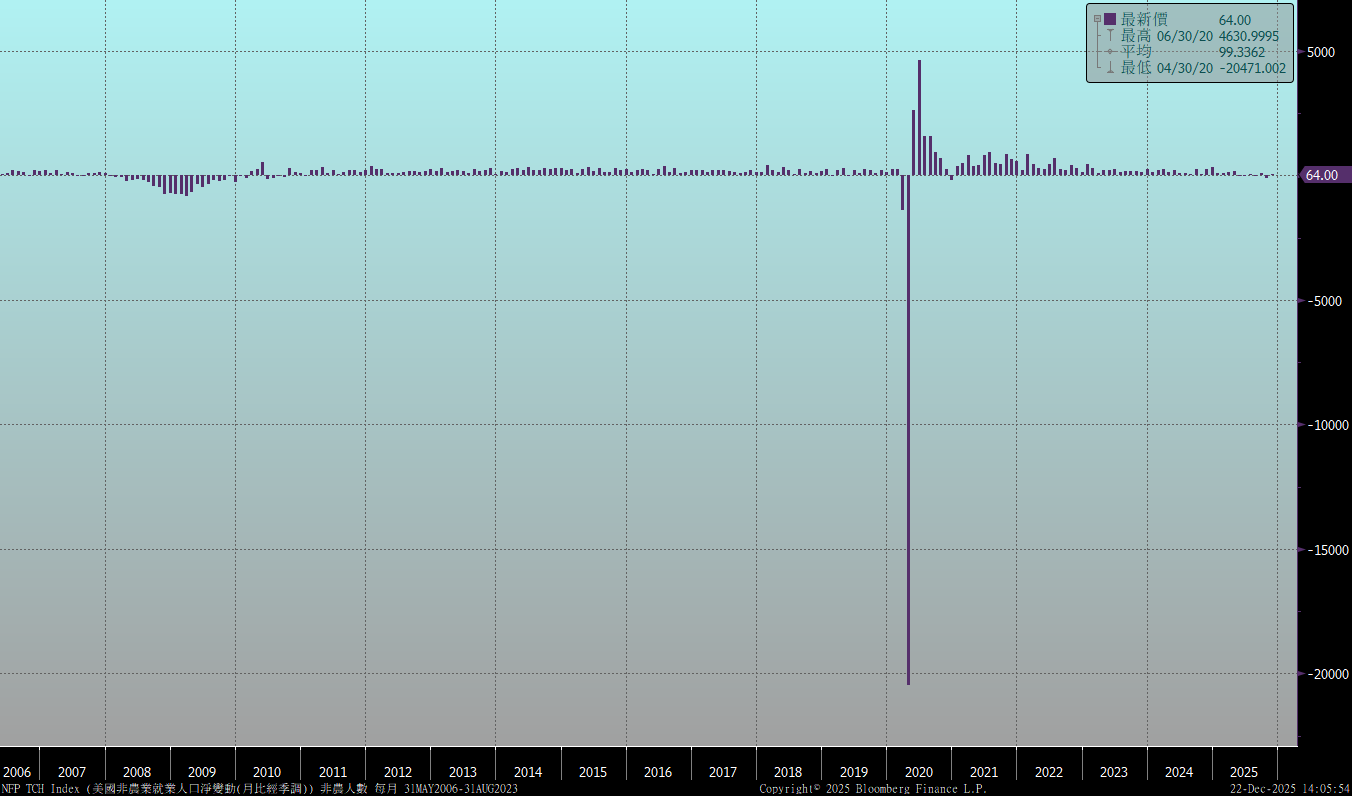 最新價 64.00
最高 06/30/20 4630.9995
平均 99.3362
最低 04/30/20 -20471.002
5000
64.00
-5000
-10000
-15000
-20000
2006 2007 2008 2009 2010 2011 2012 2013 2014 2015 2016 2017 2018 2019 2020 2021 2022 2023 2024 2025
NFP TCH Index (美國非農業就業人口淨變動(月比經季調)) 非農人數 每月 31MAY2006-31AUG2023 Copyright© 2025 Bloomberg Finance L.P. 22-Dec-2025 14:05:54